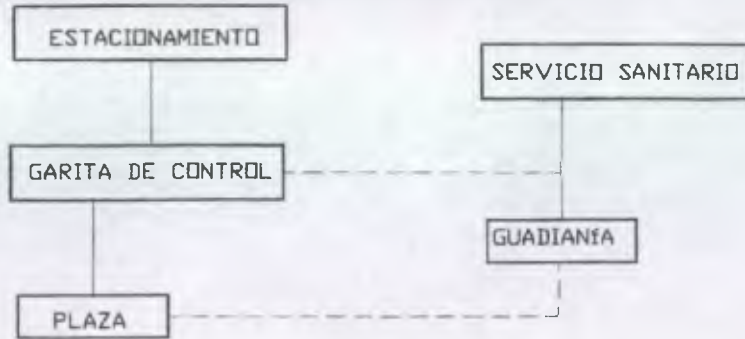 ESTACIONAMIENTO
SERVICIO SANITARIO
GARITA DE CONTROL
GUADIANíA
PLAZA